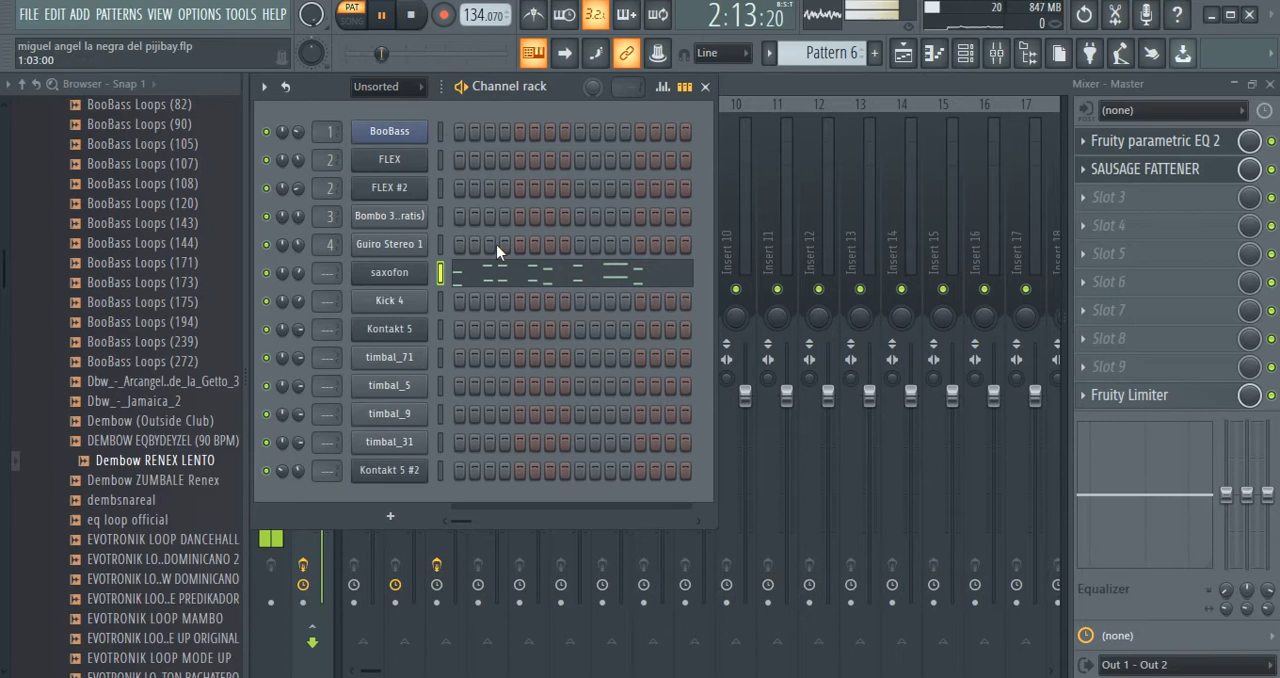 FILE EDIT ADD PATTERNS VIEW OPTIONS TOOLS HELP
PAT
SONG
134.070
3.2
2:13:20
B:S:T
20
847 MB
0
miguel angel la negra del pijibay.flp
1:03:00
Line
Pattern 6
Browser - Snap 1
BooBass Loops (82)
BooBass Loops (90)
BooBass Loops (105)
BooBass Loops (107)
BooBass Loops (108)
BooBass Loops (120)
BooBass Loops (143)
BooBass Loops (144)
BooBass Loops (171)
BooBass Loops (173)
BooBass Loops (175)
BooBass Loops (194)
BooBass Loops (239)
BooBass Loops (272)
Dbw_-_Arcangel..de_la_Getto_3
Dbw_-_Jamaica_2
Dembow (Outside Club)
DEMBOW EQBYDEYZEL (90 BPM)
Dembow RENEX LENTO
Dembow ZUMBALE Renex
dembsnareal
eq loop official
EVOTRONIK LOOP DANCEHALL
EVOTRONIK LO..N DOMINICANO 2
EVOTRONIK LO..W DOMINICANO
EVOTRONIK LOO..E PREDIKADOR
EVOTRONIK LOOP MAMBO
EVOTRONIK LOO..E UP ORIGINAL
EVOTRONIK LOOP MODE UP
Unsorted
Channel rack
1 BooBass
2 FLEX
2 FLEX #2
3 Bombo 3..ratis)
4 Guiro Stereo 1
--- saxofon
--- Kick 4
--- Kontakt 5
--- timbal_71
--- timbal_5
--- timbal_9
--- timbal_31
--- Kontakt 5 #2
+
10 11 12 13 14 15 16 17
Insert 10
Insert 11
Insert 12
Insert 13
Insert 14
Insert 15
Insert 16
Insert 17
Mixer - Master
POST
(none)
Fruity parametric EQ 2
SAUSAGE FATTENER
Slot 3
Slot 4
Slot 5
Slot 6
Slot 7
Slot 8
Slot 9
Fruity Limiter
Equalizer
(none)
Out 1 - Out 2